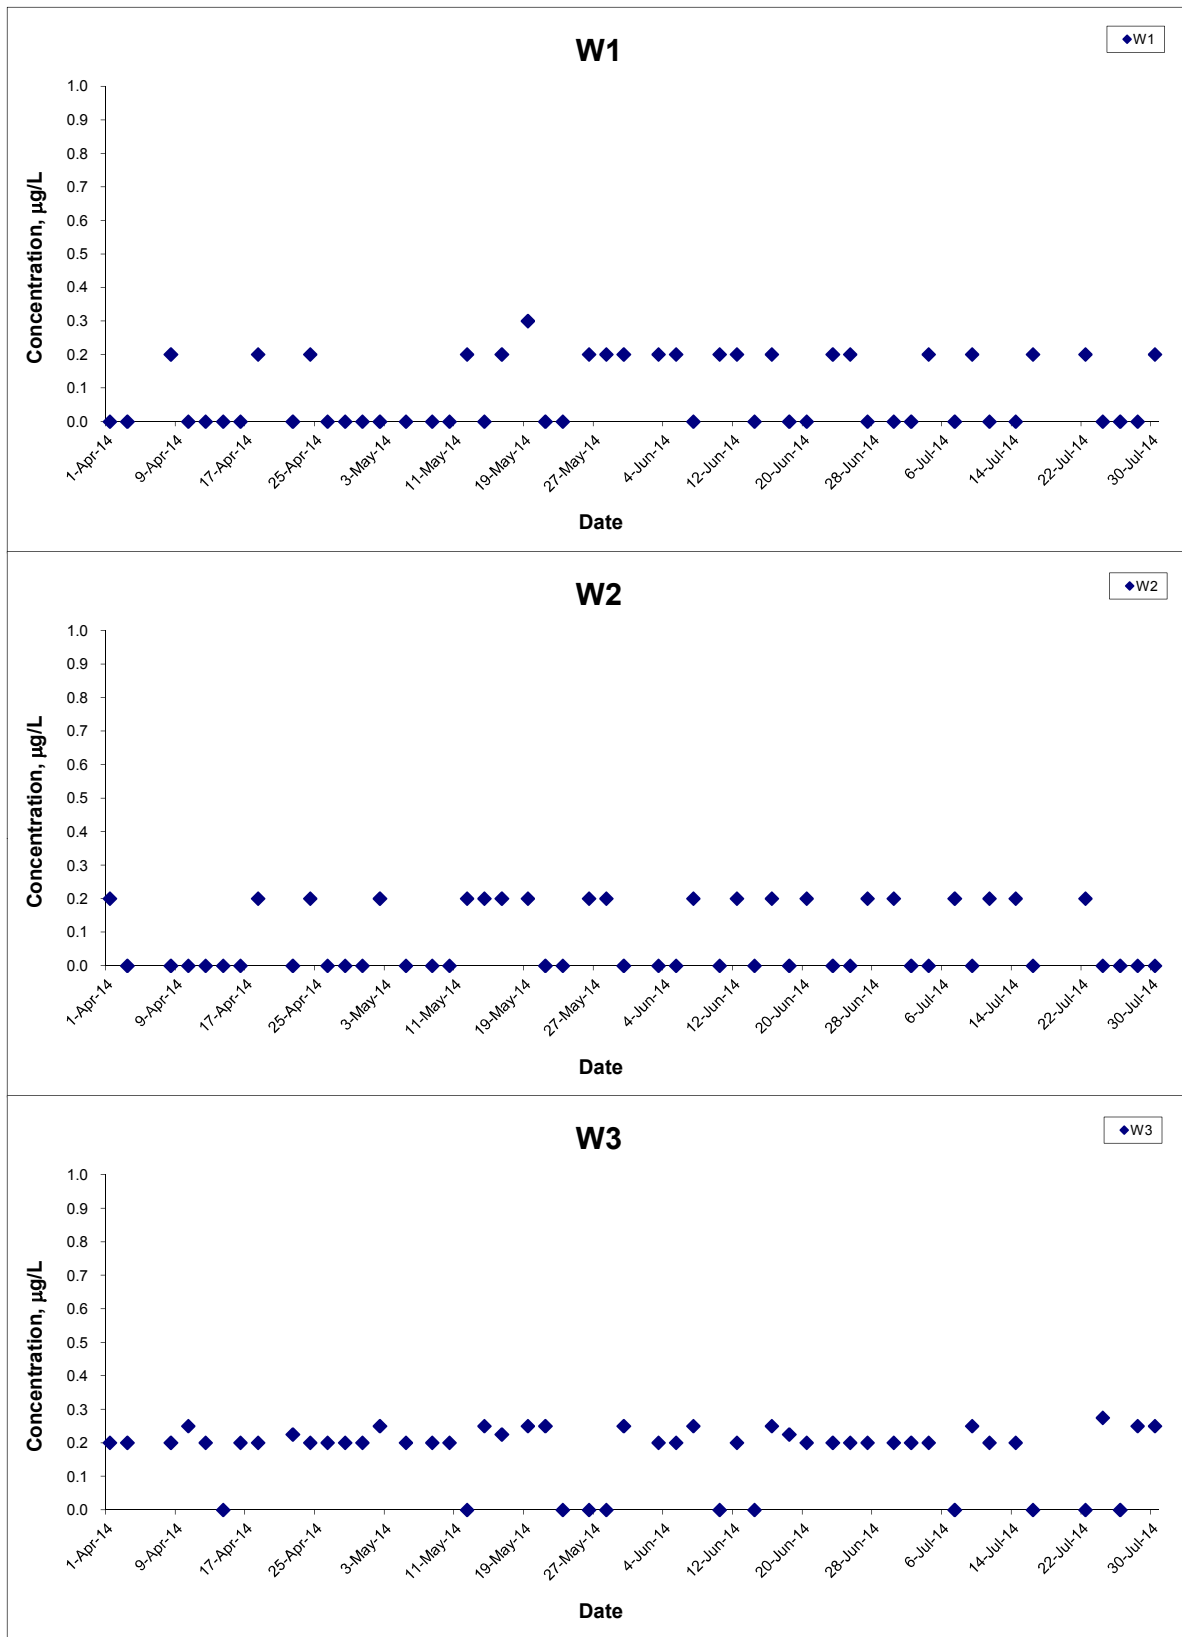 W1
W1
Concentration, µg/L
1.0
0.9
0.8
0.7
0.6
0.5
0.4
0.3
0.2
0.1
0.0
1-Apr-14
9-Apr-14
17-Apr-14
25-Apr-14
3-May-14
11-May-14
19-May-14
27-May-14
4-Jun-14
12-Jun-14
20-Jun-14
28-Jun-14
6-Jul-14
14-Jul-14
22-Jul-14
30-Jul-14
Date
W2
W2
Concentration, µg/L
1.0
0.9
0.8
0.7
0.6
0.5
0.4
0.3
0.2
0.1
0.0
1-Apr-14
9-Apr-14
17-Apr-14
25-Apr-14
3-May-14
11-May-14
19-May-14
27-May-14
4-Jun-14
12-Jun-14
20-Jun-14
28-Jun-14
6-Jul-14
14-Jul-14
22-Jul-14
30-Jul-14
Date
W3
W3
Concentration, µg/L
1.0
0.9
0.8
0.7
0.6
0.5
0.4
0.3
0.2
0.1
0.0
1-Apr-14
9-Apr-14
17-Apr-14
25-Apr-14
3-May-14
11-May-14
19-May-14
27-May-14
4-Jun-14
12-Jun-14
20-Jun-14
28-Jun-14
6-Jul-14
14-Jul-14
22-Jul-14
30-Jul-14
Date